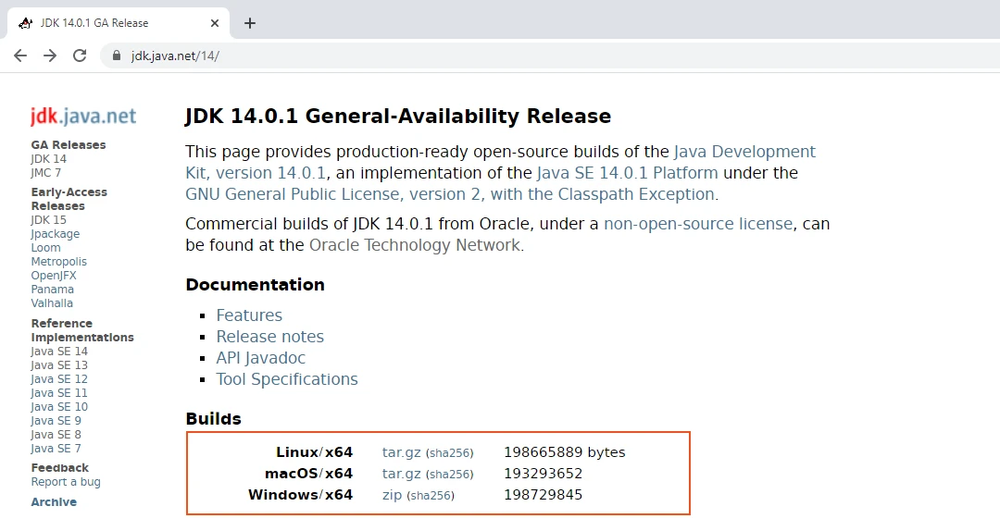 JDK 14.0.1 GA Release
jdk.java.net/14/
jdk.java.net
GA Releases
JDK 14
JMC 7
Early-Access
Releases
JDK 15
Jpackage
Loom
Metropolis
OpenJFX
Panama
Valhalla
Reference
Implementations
Java SE 14
Java SE 13
Java SE 12
Java SE 11
Java SE 10
Java SE 9
Java SE 8
Java SE 7
Feedback
Report a bug
Archive
JDK 14.0.1 General-Availability Release
This page provides production-ready open-source builds of the Java Development
Kit, version 14.0.1, an implementation of the Java SE 14.0.1 Platform under the
GNU General Public License, version 2, with the Classpath Exception.
Commercial builds of JDK 14.0.1 from Oracle, under a non-open-source license, can
be found at the Oracle Technology Network.
Documentation
Features
Release notes
API Javadoc
Tool Specifications
Builds
Linux/x64 tar.gz (sha256) 198665889 bytes
macOS/x64 tar.gz (sha256) 193293652
Windows/x64 zip (sha256) 198729845